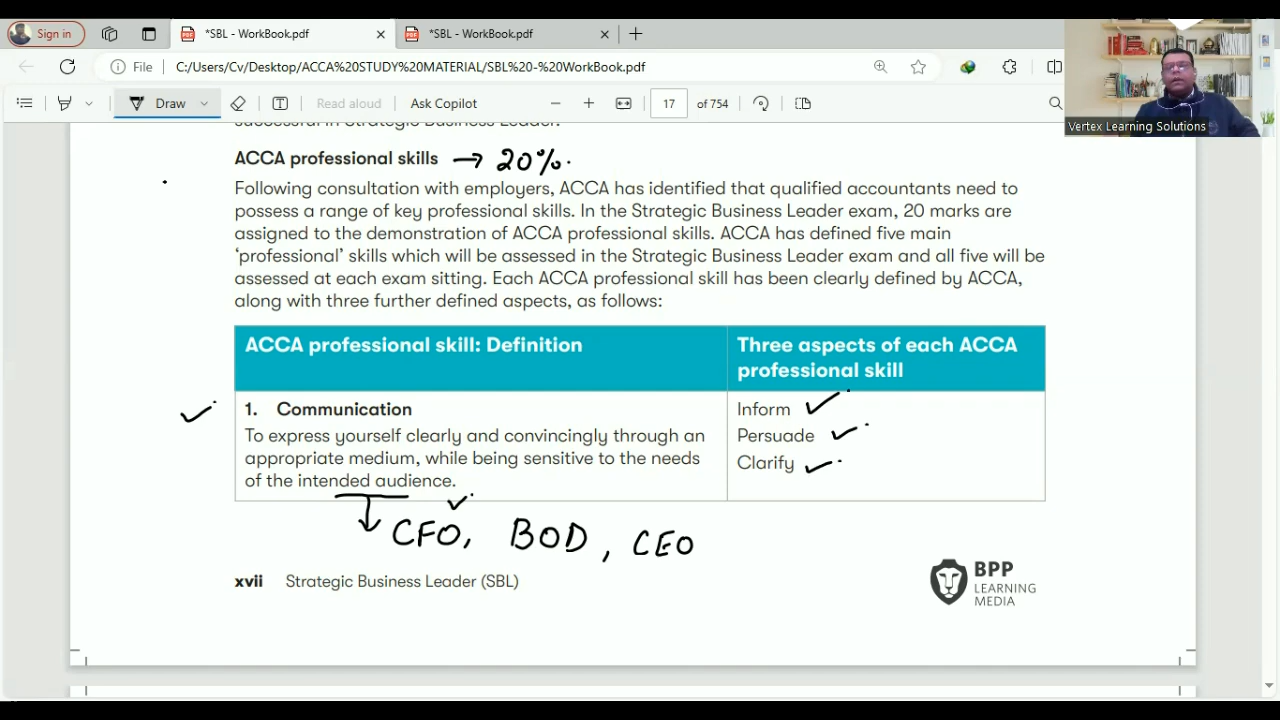 Sign in
*SBL - WorkBook.pdf
*SBL - WorkBook.pdf
File
C:/Users/Cv/Desktop/ACCA%20STUDY%20MATERIAL/SBL%20-%20WorkBook.pdf
Draw
Read aloud
Ask Copilot
17 of 754
Vertex Learning Solutions
successful in Strategic Business Leader.
ACCA professional skills → 20%.
Following consultation with employers, ACCA has identified that qualified accountants need to
possess a range of key professional skills. In the Strategic Business Leader exam, 20 marks are
assigned to the demonstration of ACCA professional skills. ACCA has defined five main
'professional' skills which will be assessed in the Strategic Business Leader exam and all five will be
assessed at each exam sitting. Each ACCA professional skill has been clearly defined by ACCA,
along with three further defined aspects, as follows:
ACCA professional skill: Definition
Three aspects of each ACCA
professional skill
1. Communication
To express yourself clearly and convincingly through an
appropriate medium, while being sensitive to the needs
of the intended audience.
Inform
Persuade
Clarify
CFO, BOD, CEO
xvii Strategic Business Leader (SBL)
BPP
LEARNING
MEDIA